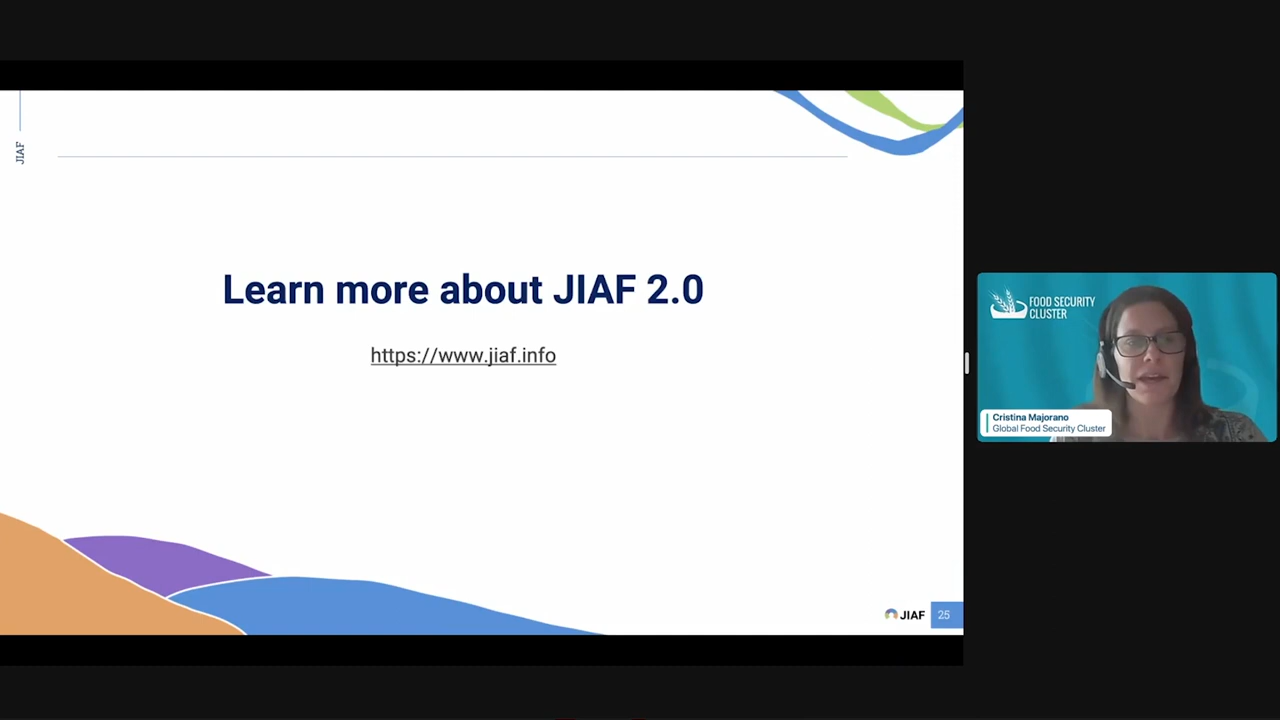 JIAF
Learn more about JIAF 2.0
https://www.jiaf.info
JIAF
25
FOOD SECURITY
CLUSTER
Cristina Majorano
Global Food Security Cluster